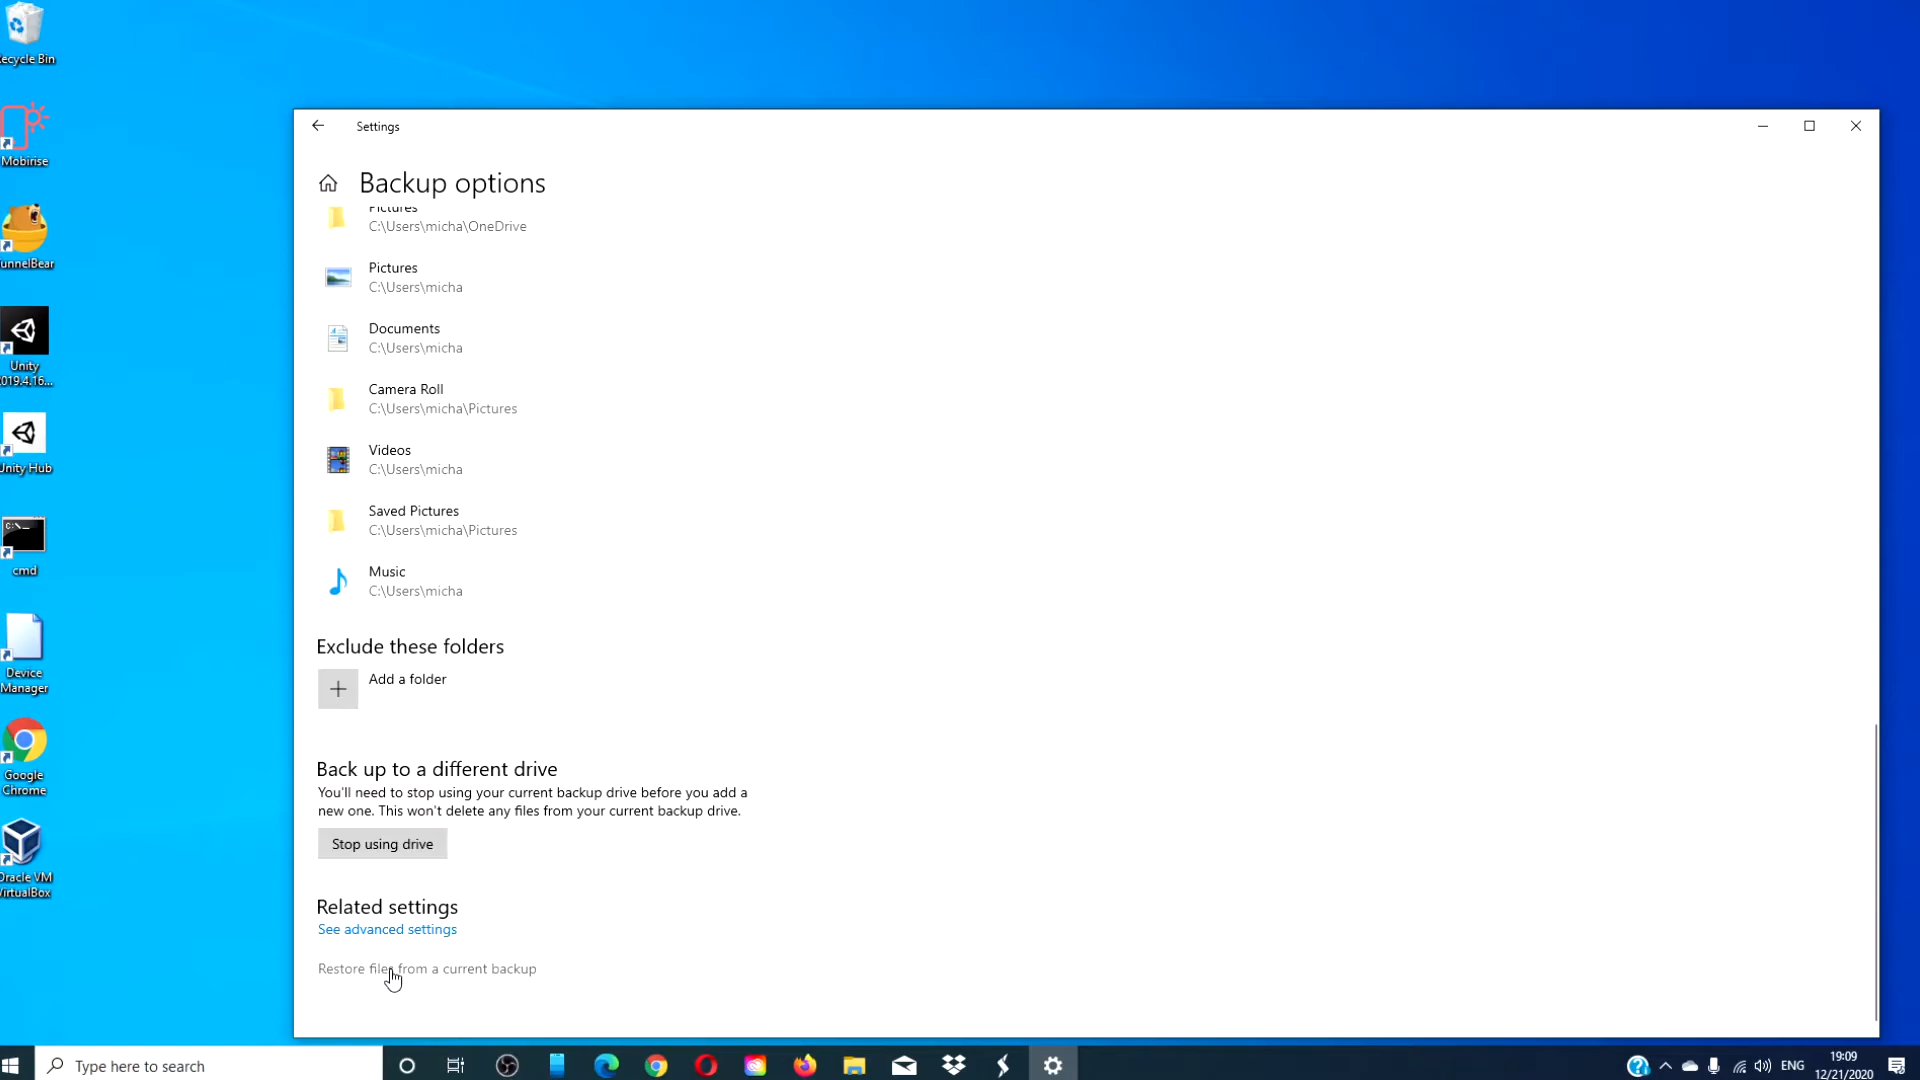 ecycle Bin
Mobirise
unnelBear
Unity
019.4.16...
Unity Hub
cmd
Device
Manager
Google
Chrome
Oracle VM
VirtualBox
Settings
Backup options
Pictures
C:\Users\micha\OneDrive
Pictures
C:\Users\micha
Documents
C:\Users\micha
Camera Roll
C:\Users\micha\Pictures
Videos
C:\Users\micha
Saved Pictures
C:\Users\micha\Pictures
Music
C:\Users\micha
Exclude these folders
Add a folder
Back up to a different drive
You'll need to stop using your current backup drive before you add a
new one. This won't delete any files from your current backup drive.
Stop using drive
Related settings
See advanced settings
Restore files from a current backup
Type here to search
ENG
19:09
12/21/2020